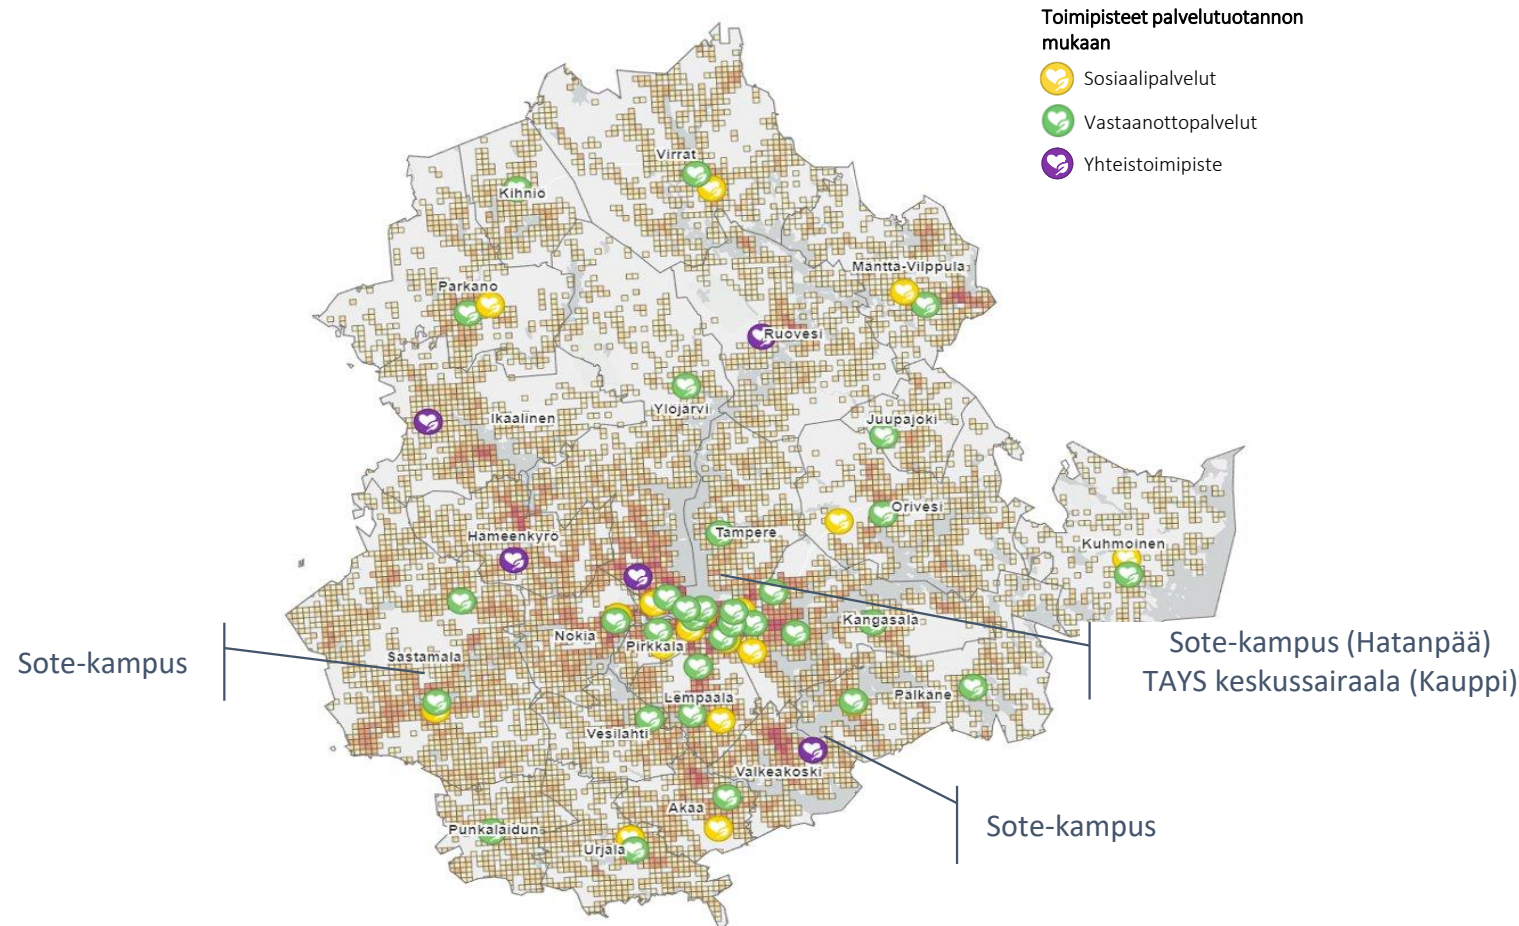 Toimipisteet palvelutuotannon
mukaan
Sosiaalipalvelut
Vastaanottopalvelut
Yhteistoimipiste
Virrat
Kihniö
Mänttä-Vilppula
Parkano
Ruovesi
Ylöjärvi
Ikaalinen
Juupajoki
Orivesi
Tampere
Hämeenkyrö
Kuhmoinen
Kangasala
Nokia
Pirkkala
Sastamala
Sote-kampus
Sote-kampus (Hatanpää)
TAYS keskussairaala (Kauppi)
Pälkäne
Lempäälä
Vesilahti
Valkeakoski
Akaa
Sote-kampus
Punkalaidun
Urjala